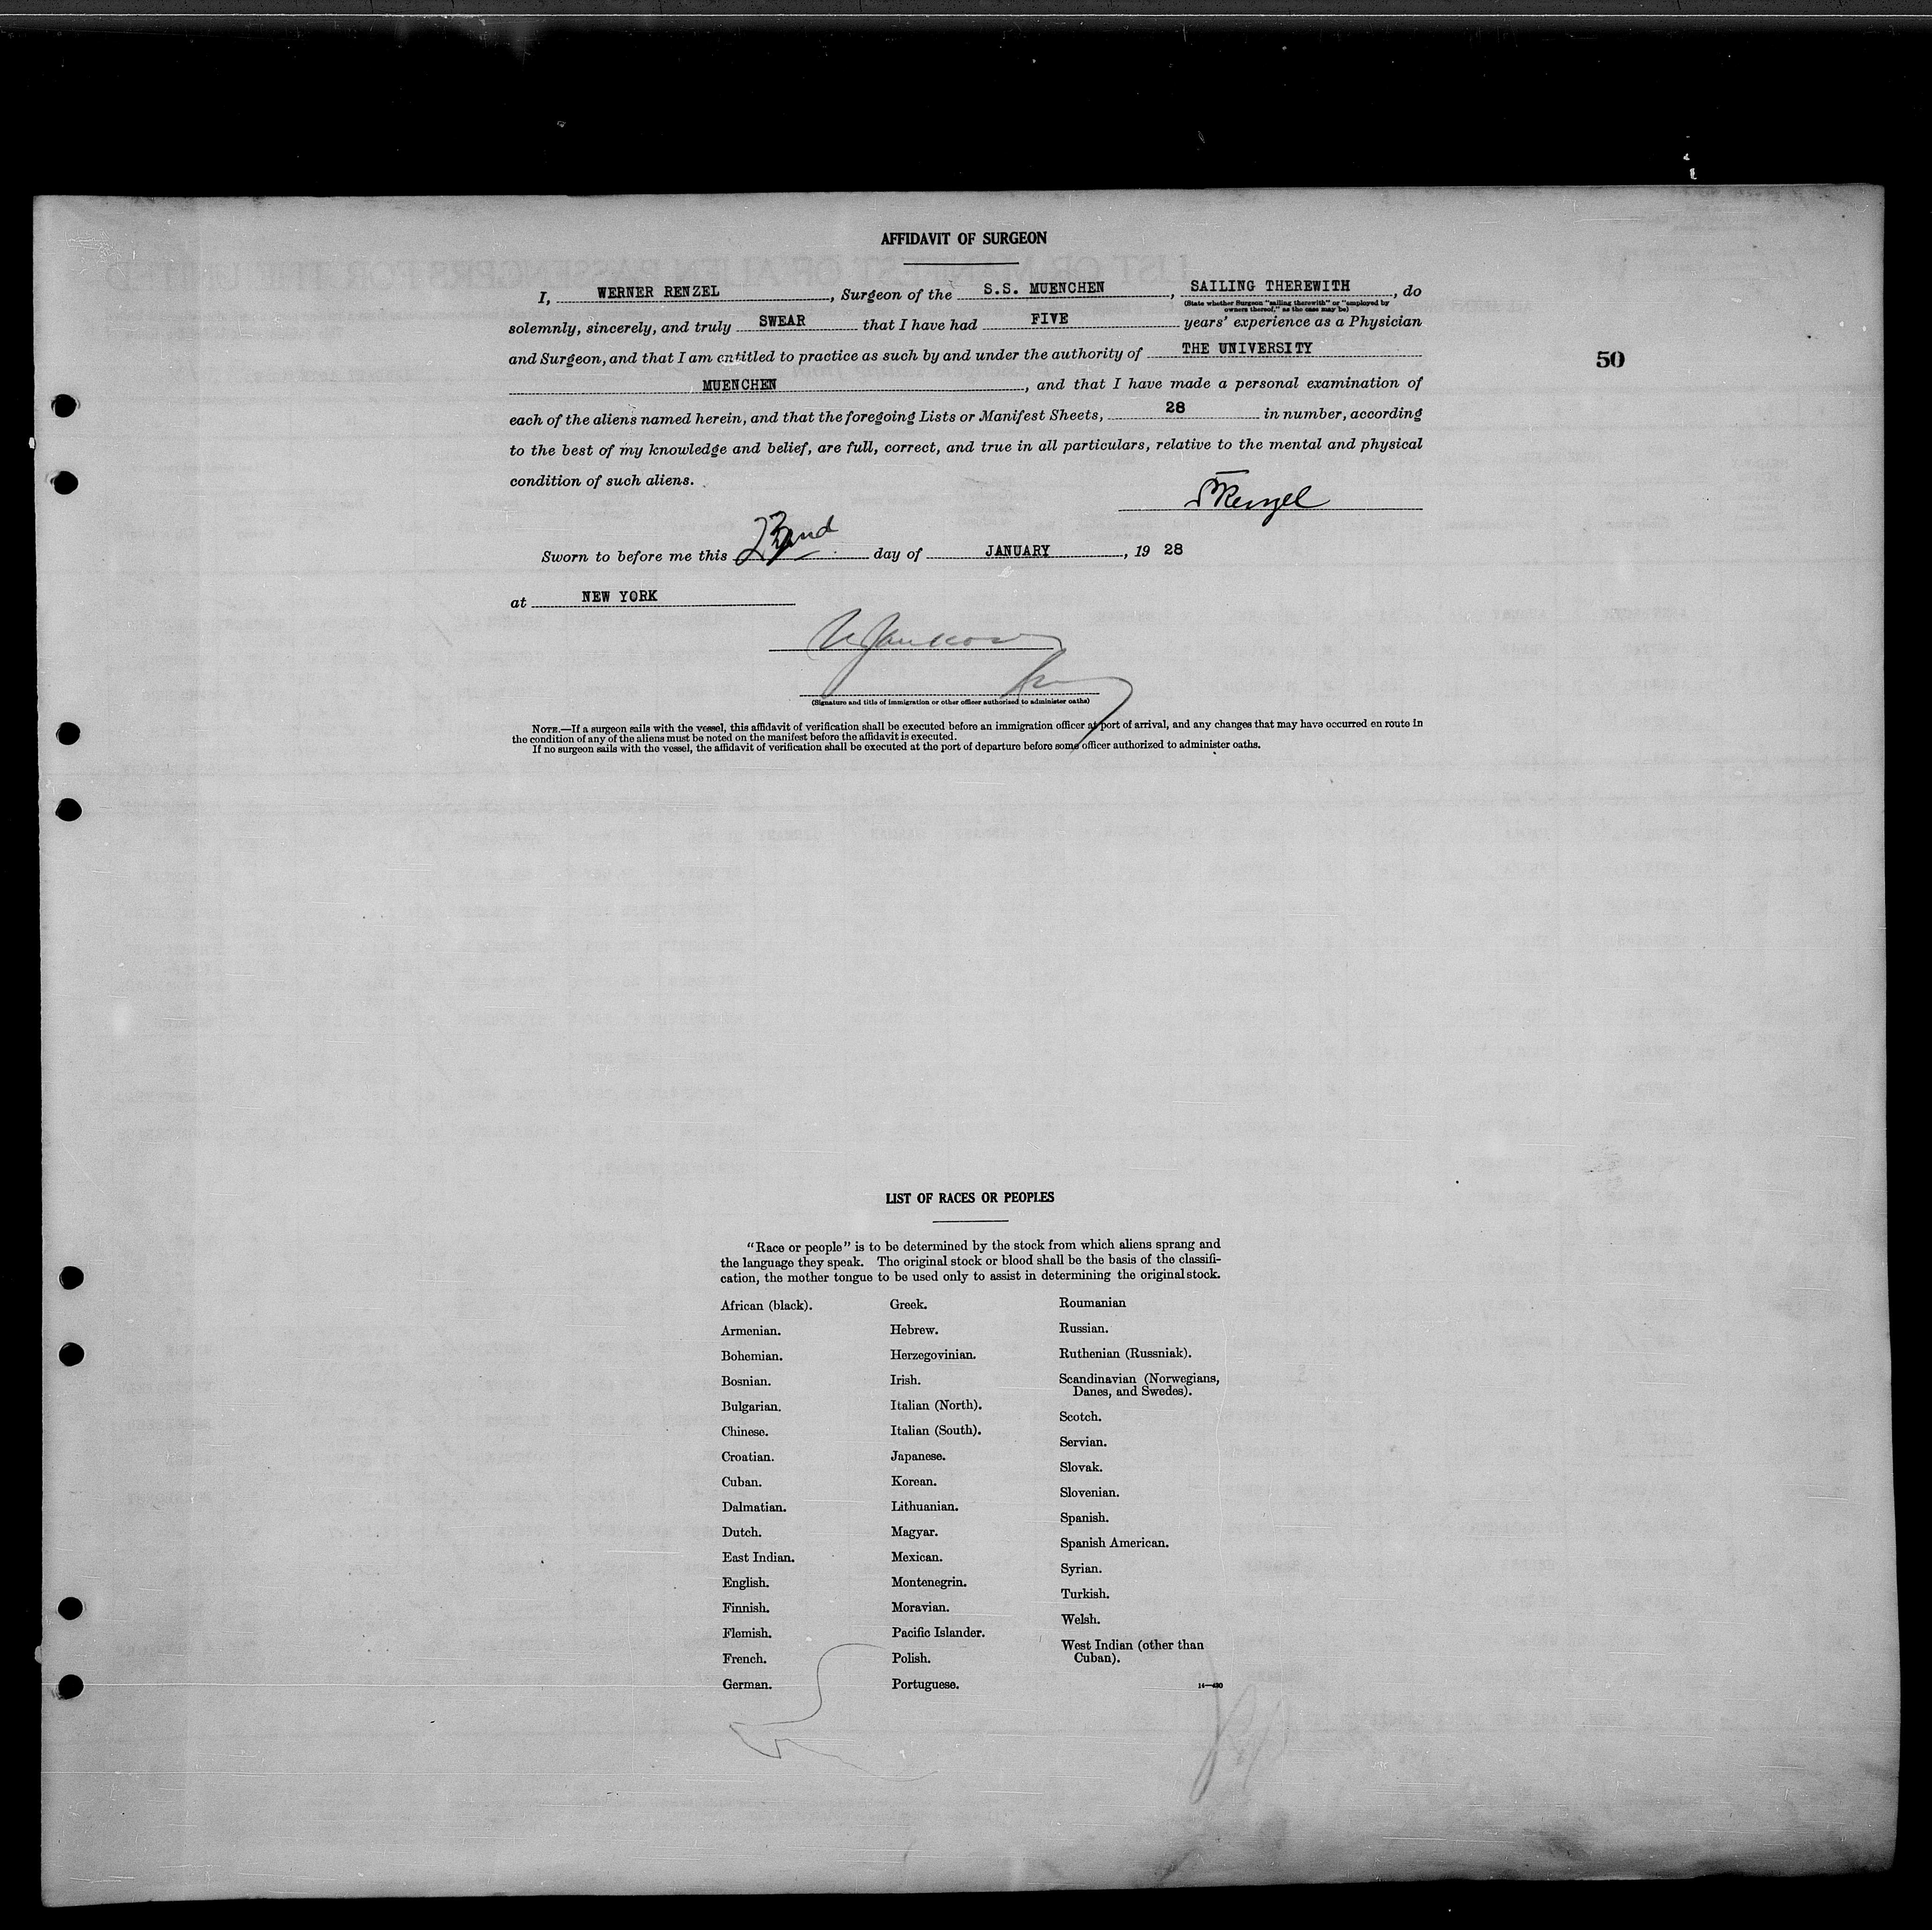 AFFIDAVIT OF SURGEON
I, WERNER RENZEL, Surgeon of the S.S. MUENCHEN, SAILING THEREWITH, do
(State whether Surgeon "sailing therewith" or "employed by
owners thereof," as the case may be)
solemnly, sincerely, and truly SWEAR that I have had FIVE years' experience as a Physician
and Surgeon, and that I am entitled to practice as such by and under the authority of THE UNIVERSITY
50
MUENCHEN, and that I have made a personal examination of
each of the aliens named herein, and that the foregoing Lists or Manifest Sheets, 28 in number, according
to the best of my knowledge and belief, are full, correct, and true in all particulars, relative to the mental and physical
condition of such aliens.
Renzel
Sworn to before me this day of JANUARY, 19 28
at NEW YORK
(Signature and title of immigration or other officer authorized to administer oaths)
NOTE.—If a surgeon sails with the vessel, this affidavit of verification shall be executed before an immigration officer at port of arrival, and any changes that may have occurred en route in
the condition of any of the aliens must be noted on the manifest before the affidavit is executed.
If no surgeon sails with the vessel, the affidavit of verification shall be executed at the port of departure before some officer authorized to administer oaths.
LIST OF RACES OR PEOPLES
"Race or people" is to be determined by the stock from which aliens sprang and
the language they speak. The original stock or blood shall be the basis of the classifi-
cation, the mother tongue to be used only to assist in determining the original stock.
African (black).
Armenian.
Bohemian.
Bosnian.
Bulgarian.
Chinese.
Croatian.
Cuban.
Dalmatian.
Dutch.
East Indian.
English.
Finnish.
Flemish.
French.
German.
Greek.
Hebrew.
Herzegovinian.
Irish.
Italian (North).
Italian (South).
Japanese.
Korean.
Lithuanian.
Magyar.
Mexican.
Montenegrin.
Moravian.
Pacific Islander.
Polish.
Portuguese.
Roumanian
Russian.
Ruthenian (Russniak).
Scandinavian (Norwegians,
Danes, and Swedes).
Scotch.
Servian.
Slovak.
Slovenian.
Spanish.
Spanish American.
Syrian.
Turkish.
Welsh.
West Indian (other than
Cuban).
14—430